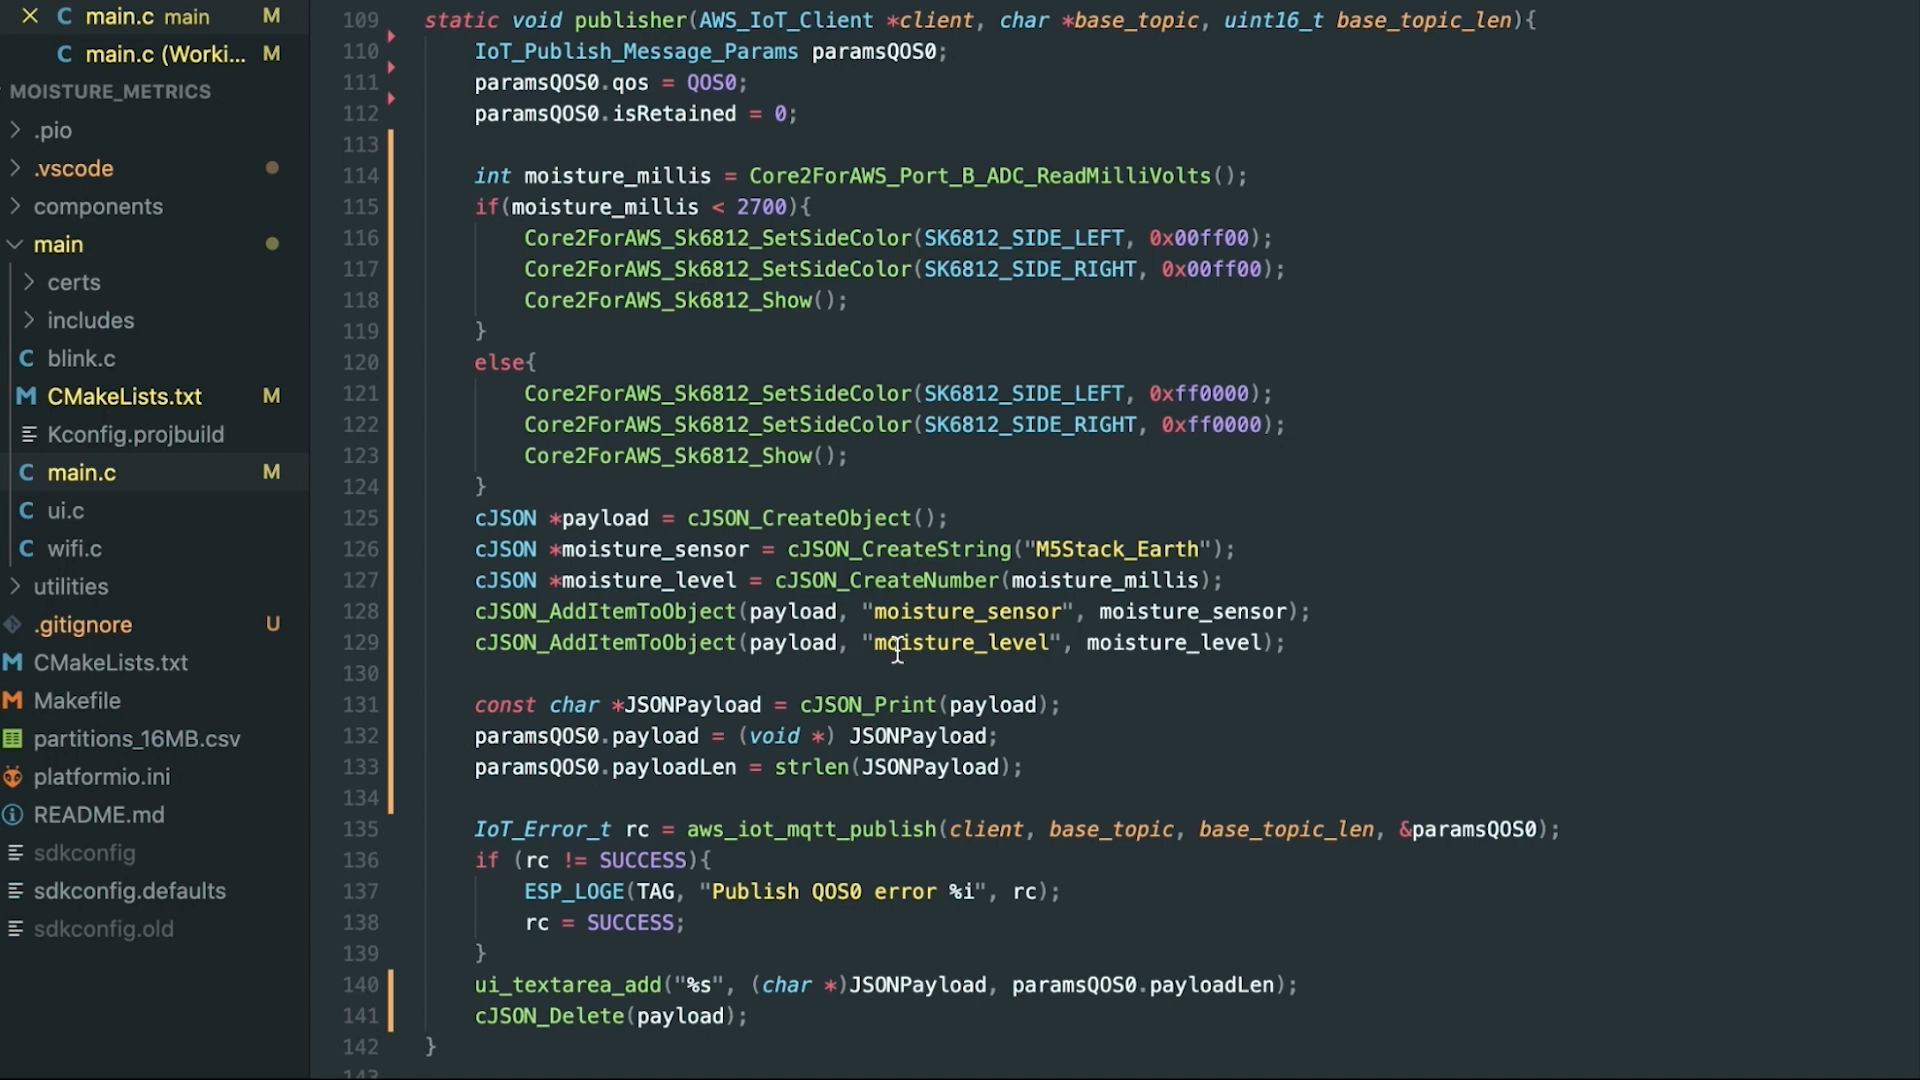 main.c main M
main.c (Worki... M
MOISTURE_METRICS
.pio
.vscode
components
main
certs
includes
blink.c
CMakeLists.txt M
Kconfig.projbuild
main.c M
ui.c
wifi.c
utilities
.gitignore U
CMakeLists.txt
Makefile
partitions_16MB.csv
platformio.ini
README.md
sdkconfig
sdkconfig.defaults
sdkconfig.old
109 static void publisher(AWS_IoT_Client *client, char *base_topic, uint16_t base_topic_len){
110 IoT_Publish_Message_Params paramsQOS0;
111 paramsQOS0.qos = QOS0;
112 paramsQOS0.isRetained = 0;
113
114 int moisture_millis = Core2ForAWS_Port_B_ADC_ReadMilliVolts();
115 if(moisture_millis < 2700){
116 Core2ForAWS_Sk6812_SetSideColor(SK6812_SIDE_LEFT, 0x00ff00);
117 Core2ForAWS_Sk6812_SetSideColor(SK6812_SIDE_RIGHT, 0x00ff00);
118 Core2ForAWS_Sk6812_Show();
119 }
120 else{
121 Core2ForAWS_Sk6812_SetSideColor(SK6812_SIDE_LEFT, 0xff0000);
122 Core2ForAWS_Sk6812_SetSideColor(SK6812_SIDE_RIGHT, 0xff0000);
123 Core2ForAWS_Sk6812_Show();
124 }
125 cJSON *payload = cJSON_CreateObject();
126 cJSON *moisture_sensor = cJSON_CreateString("M5Stack_Earth");
127 cJSON *moisture_level = cJSON_CreateNumber(moisture_millis);
128 cJSON_AddItemToObject(payload, "moisture_sensor", moisture_sensor);
129 cJSON_AddItemToObject(payload, "moisture_level", moisture_level);
130
131 const char *JSONPayload = cJSON_Print(payload);
132 paramsQOS0.payload = (void *) JSONPayload;
133 paramsQOS0.payloadLen = strlen(JSONPayload);
134
135 IoT_Error_t rc = aws_iot_mqtt_publish(client, base_topic, base_topic_len, &paramsQOS0);
136 if (rc != SUCCESS){
137 ESP_LOGE(TAG, "Publish QOS0 error %i", rc);
138 rc = SUCCESS;
139 }
140 ui_textarea_add("%s", (char *)JSONPayload, paramsQOS0.payloadLen);
141 cJSON_Delete(payload);
142 }
143